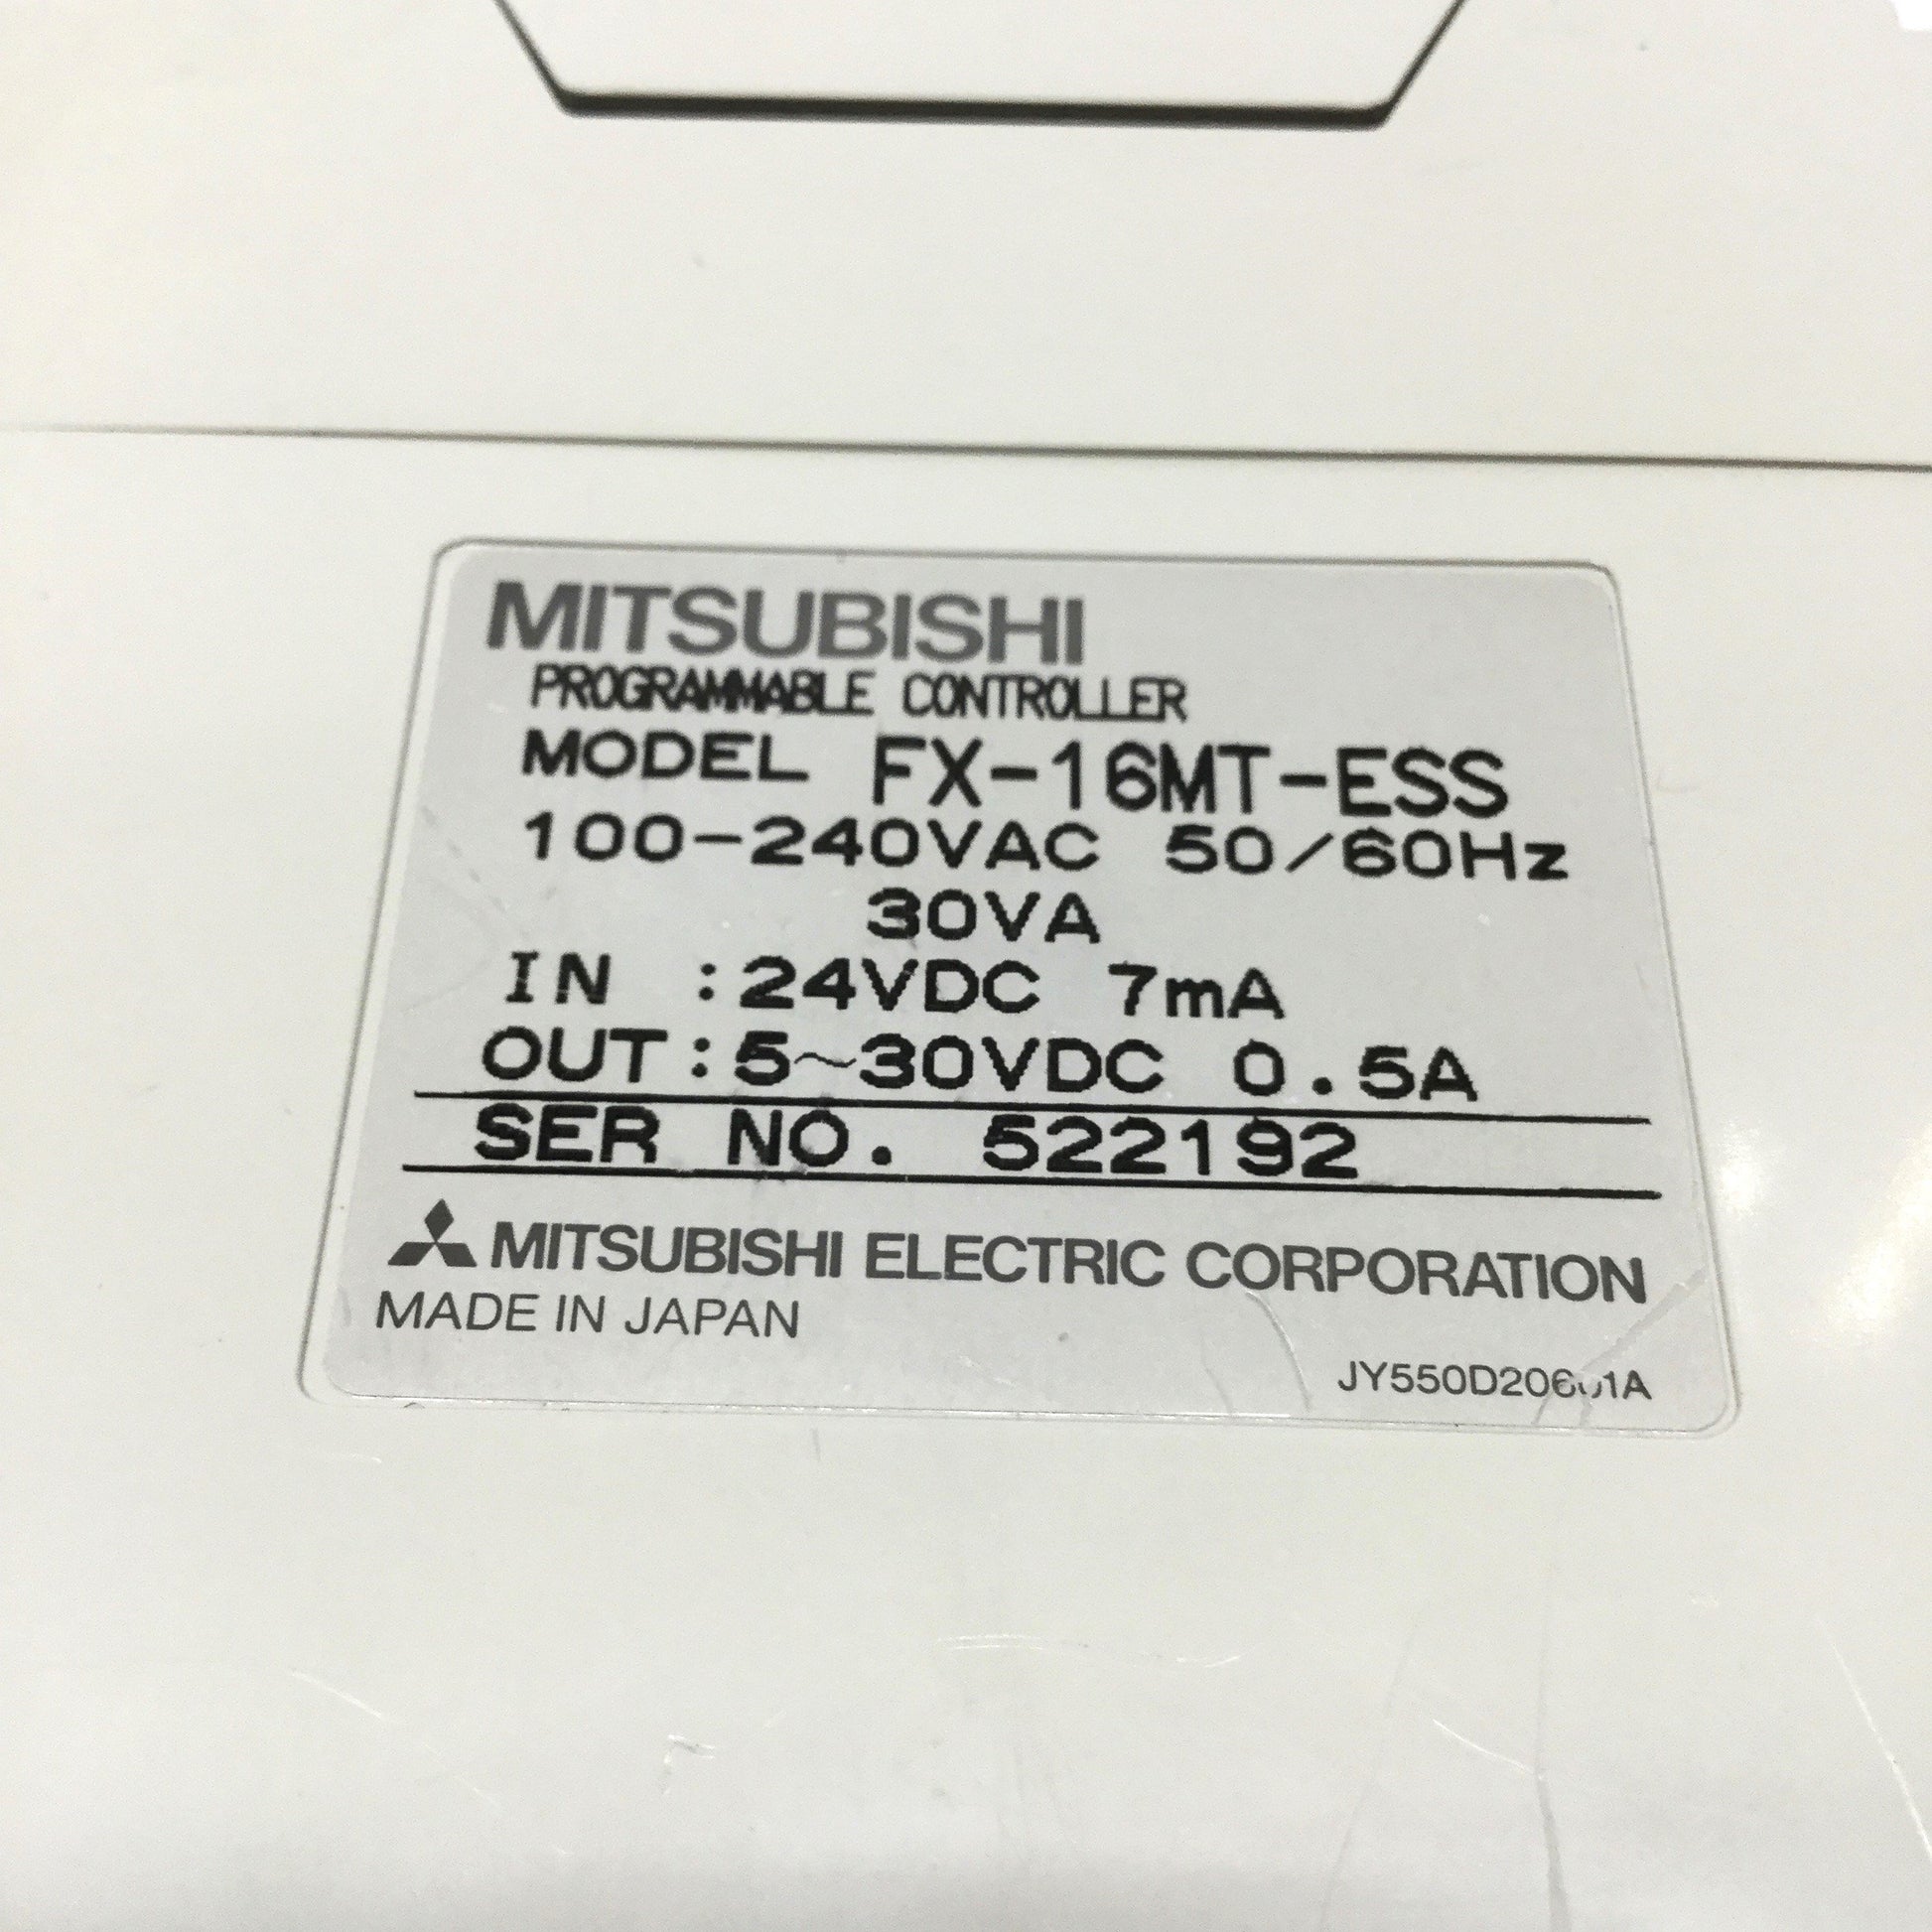 MITSUBISHI
PROGRAMMABLE CONTROLLER
MODEL FX-16MT-ESS
100-240VAC 50/60Hz
30VA
IN :24VDC 7mA
OUT:5~30VDC 0.5A
SER NO. 522192
MITSUBISHI ELECTRIC CORPORATION
MADE IN JAPAN